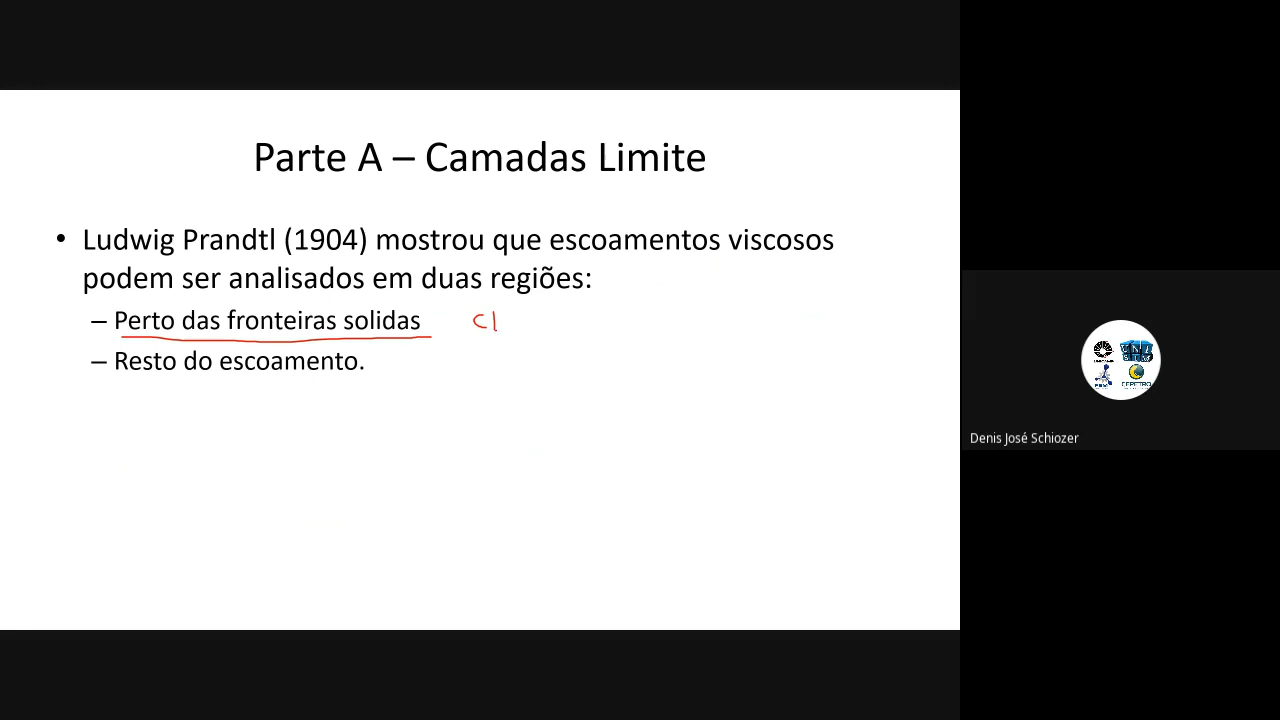 Parte A – Camadas Limite
• Ludwig Prandtl (1904) mostrou que escoamentos viscosos
podem ser analisados em duas regiões:
– Perto das fronteiras solidas Cl
– Resto do escoamento.
Denis José Schiozer